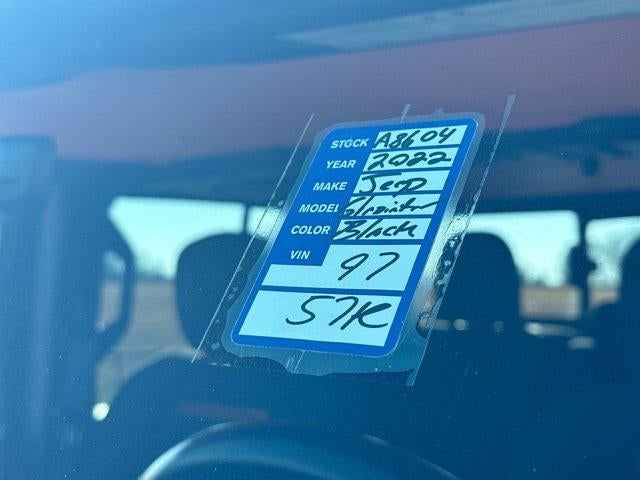 STOCK A8604
YEAR 2022
MAKE Jeep
MODEL Gladiator
COLOR Black
VIN 97
57K